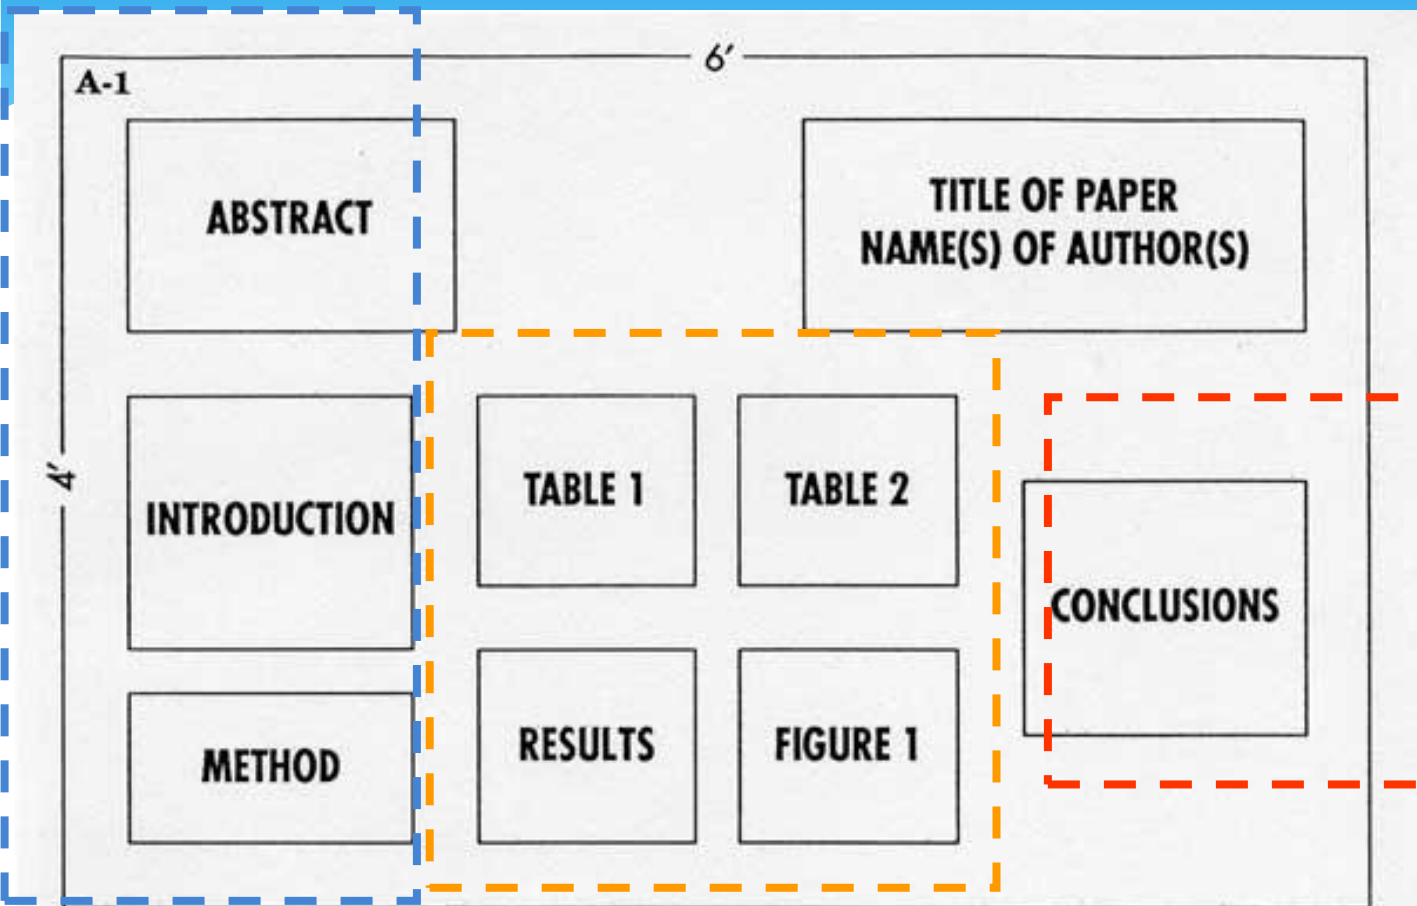 6′
A-1
ABSTRACT
TITLE OF PAPER
NAME(S) OF AUTHOR(S)
4′
INTRODUCTION
TABLE 1
TABLE 2
CONCLUSIONS
METHOD
RESULTS
FIGURE 1